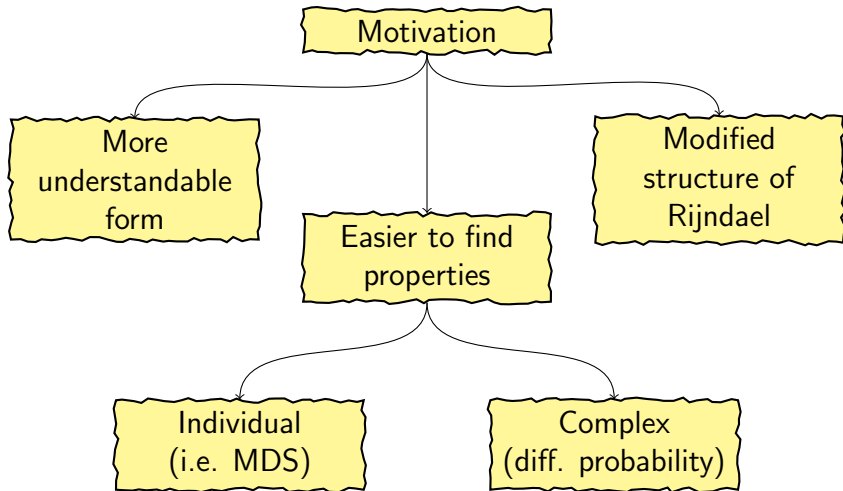 Motivation
More
understandable
form
Modified
structure of
Rijndael
Easier to find
properties
Individual
(i.e. MDS)
Complex
(diff. probability)